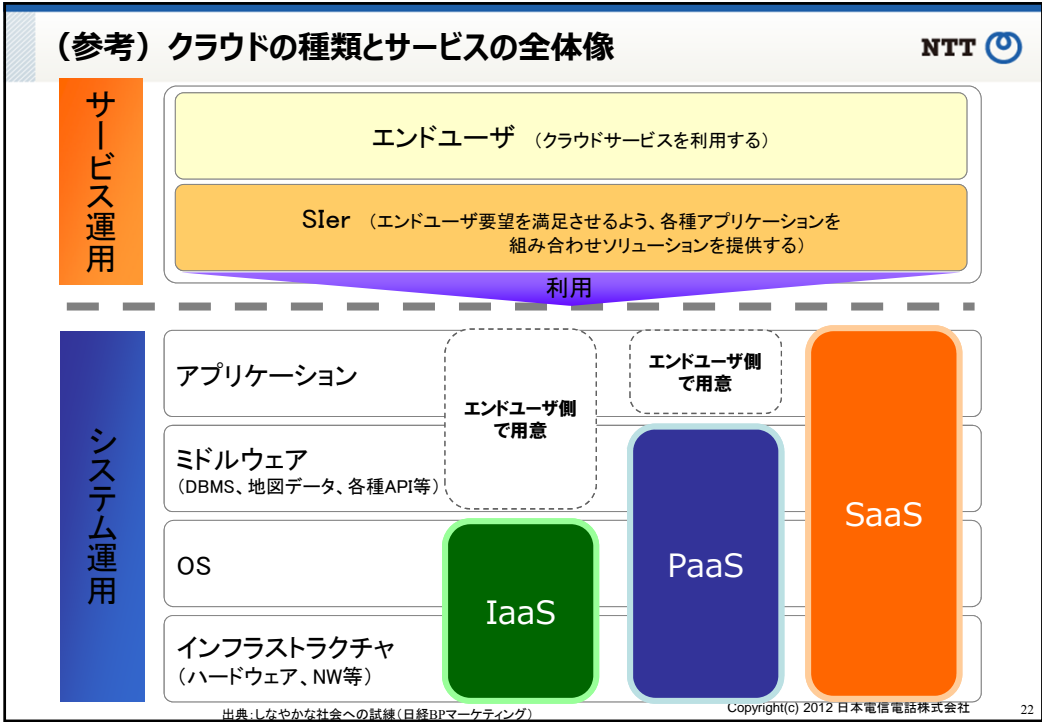 (参考) クラウドの種類とサービスの全体像
NTT
サービス運用
エンドユーザ (クラウドサービスを利用する)
SIer (エンドユーザ要望を満足させるよう、各種アプリケーションを
組み合わせソリューションを提供する)
利用
システム運用
アプリケーション
エンドユーザ側
で用意
エンドユーザ側
で用意
ミドルウェア
(DBMS、地図データ、各種API等)
SaaS
OS
PaaS
IaaS
インフラストラクチャ
(ハードウェア、NW等)
出典:しなやかな社会への試練(日経BPマーケティング)
Copyright(c) 2012 日本電信電話株式会社
22